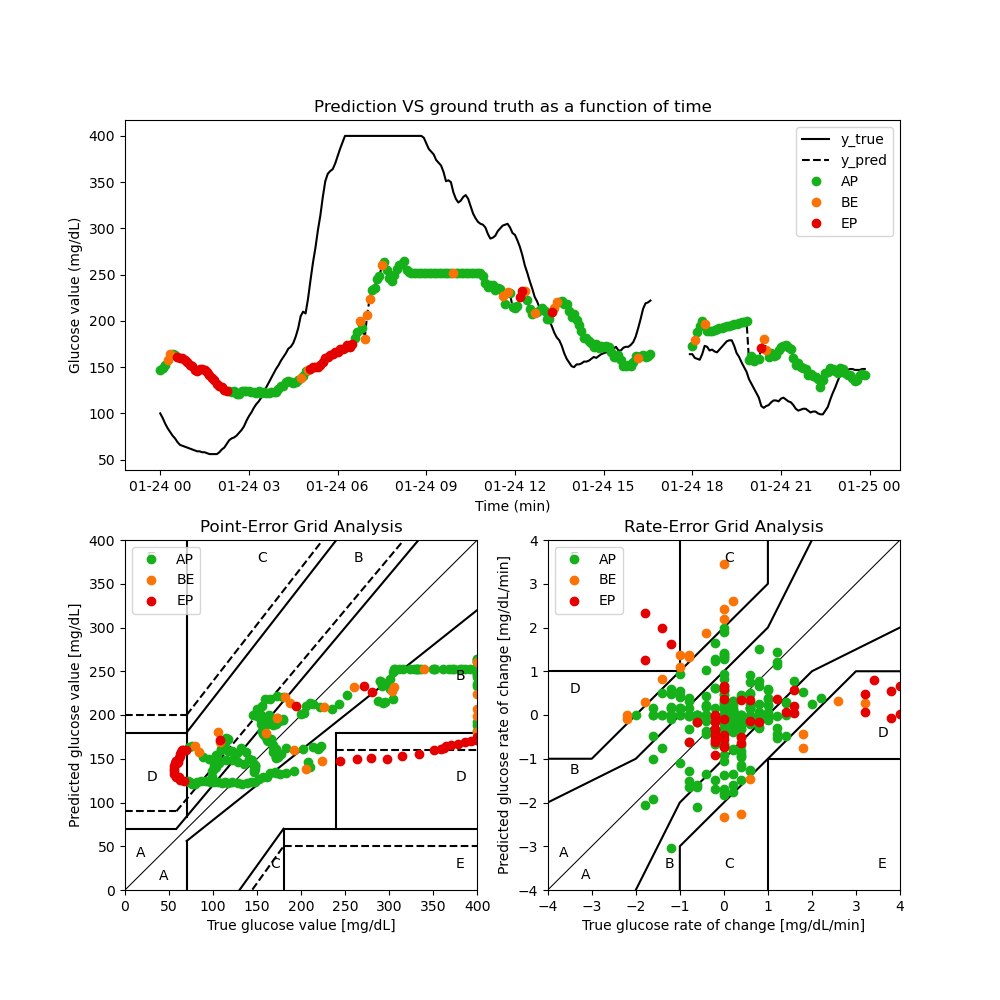 Prediction VS ground truth as a function of time
Glucose value (mg/dL)
400
350
300
250
200
150
100
50
y_true
y_pred
AP
BE
EP
01-24 00 01-24 03 01-24 06 01-24 09 01-24 12 01-24 15 01-24 18 01-24 21 01-25 00
Time (min)
Point-Error Grid Analysis
Predicted glucose value [mg/dL]
400
350
300
250
200
150
100
50
0
AP
BE
EP
C
B
B
D
D
A
A
C
E
0 50 100 150 200 250 300 350 400
True glucose value [mg/dL]
Rate-Error Grid Analysis
Predicted glucose rate of change [mg/dL/min]
4
3
2
1
0
−1
−2
−3
−4
AP
BE
EP
C
D
D
B
A
A
B
C
E
−4 −3 −2 −1 0 1 2 3 4
True glucose rate of change [mg/dL/min]